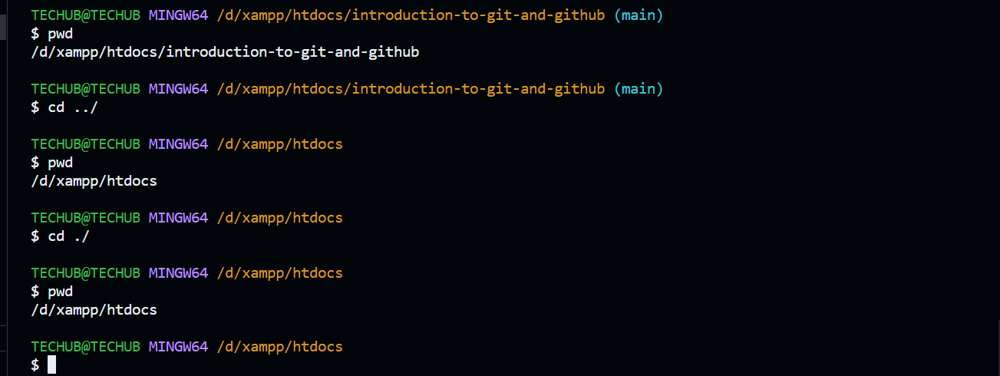 TECHUB@TECHUB MINGW64 /d/xampp/htdocs/introduction-to-git-and-github (main)
$ pwd
/d/xampp/htdocs/introduction-to-git-and-github
TECHUB@TECHUB MINGW64 /d/xampp/htdocs/introduction-to-git-and-github (main)
$ cd ../
TECHUB@TECHUB MINGW64 /d/xampp/htdocs
$ pwd
/d/xampp/htdocs
TECHUB@TECHUB MINGW64 /d/xampp/htdocs
$ cd ./
TECHUB@TECHUB MINGW64 /d/xampp/htdocs
$ pwd
/d/xampp/htdocs
TECHUB@TECHUB MINGW64 /d/xampp/htdocs
$